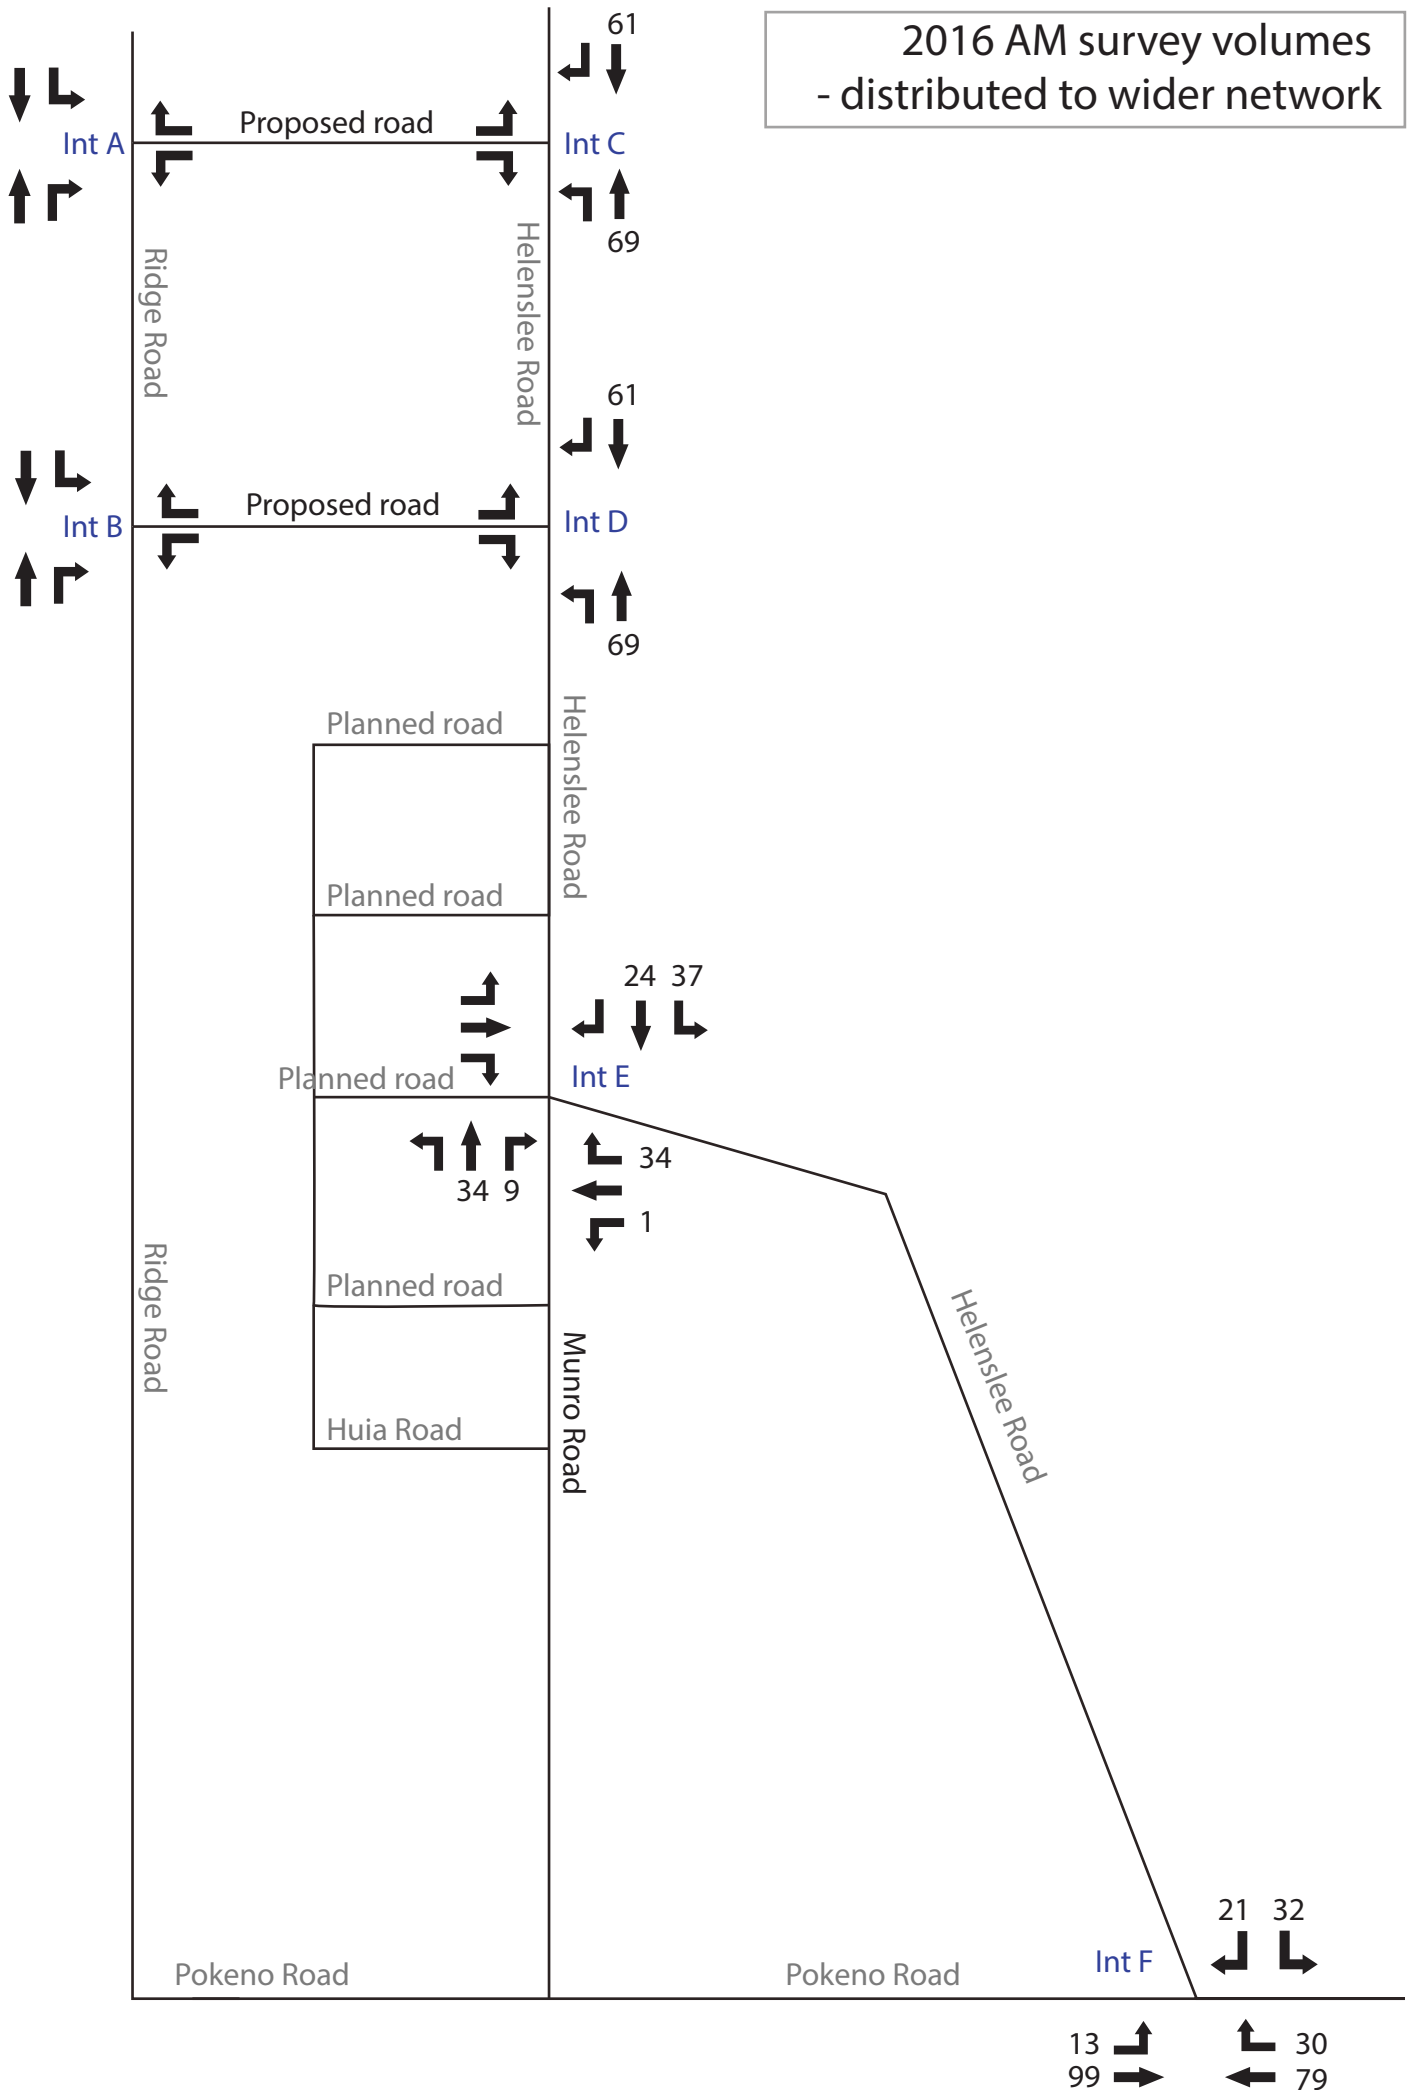 61
2016 AM survey volumes
- distributed to wider network
Proposed road
Int A
Int C
69
Ridge Road
Helenslee Road
61
Proposed road
Int B
Int D
69
Planned road
Helenslee Road
Planned road
24 37
Planned road
Int E
34
34 9
1
Ridge Road
Planned road
Helenslee Road
Munro Road
Huia Road
21 32
Int F
Pokeno Road
Pokeno Road
13
30
99
79